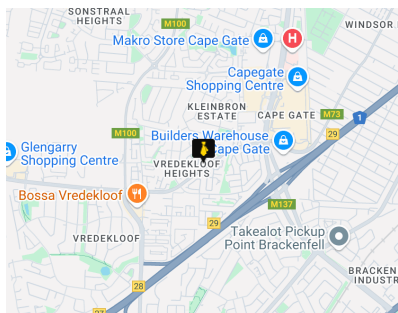 SONSTRAAL
HEIGHTS
M100
WINDSOR
Makro Store Cape Gate
H
Capegate
Shopping Centre
KLEINBRON
ESTATE
CAPE GATE
M73
1
29
M100
Builders Warehouse
Cape Gate
Glengarry
Shopping Centre
VREDEKLOOF
HEIGHTS
Bossa Vredekloof
M137
29
Takealot Pickup
Point Brackenfell
VREDEKLOOF
BRACKEN
INDUSTR
28
27